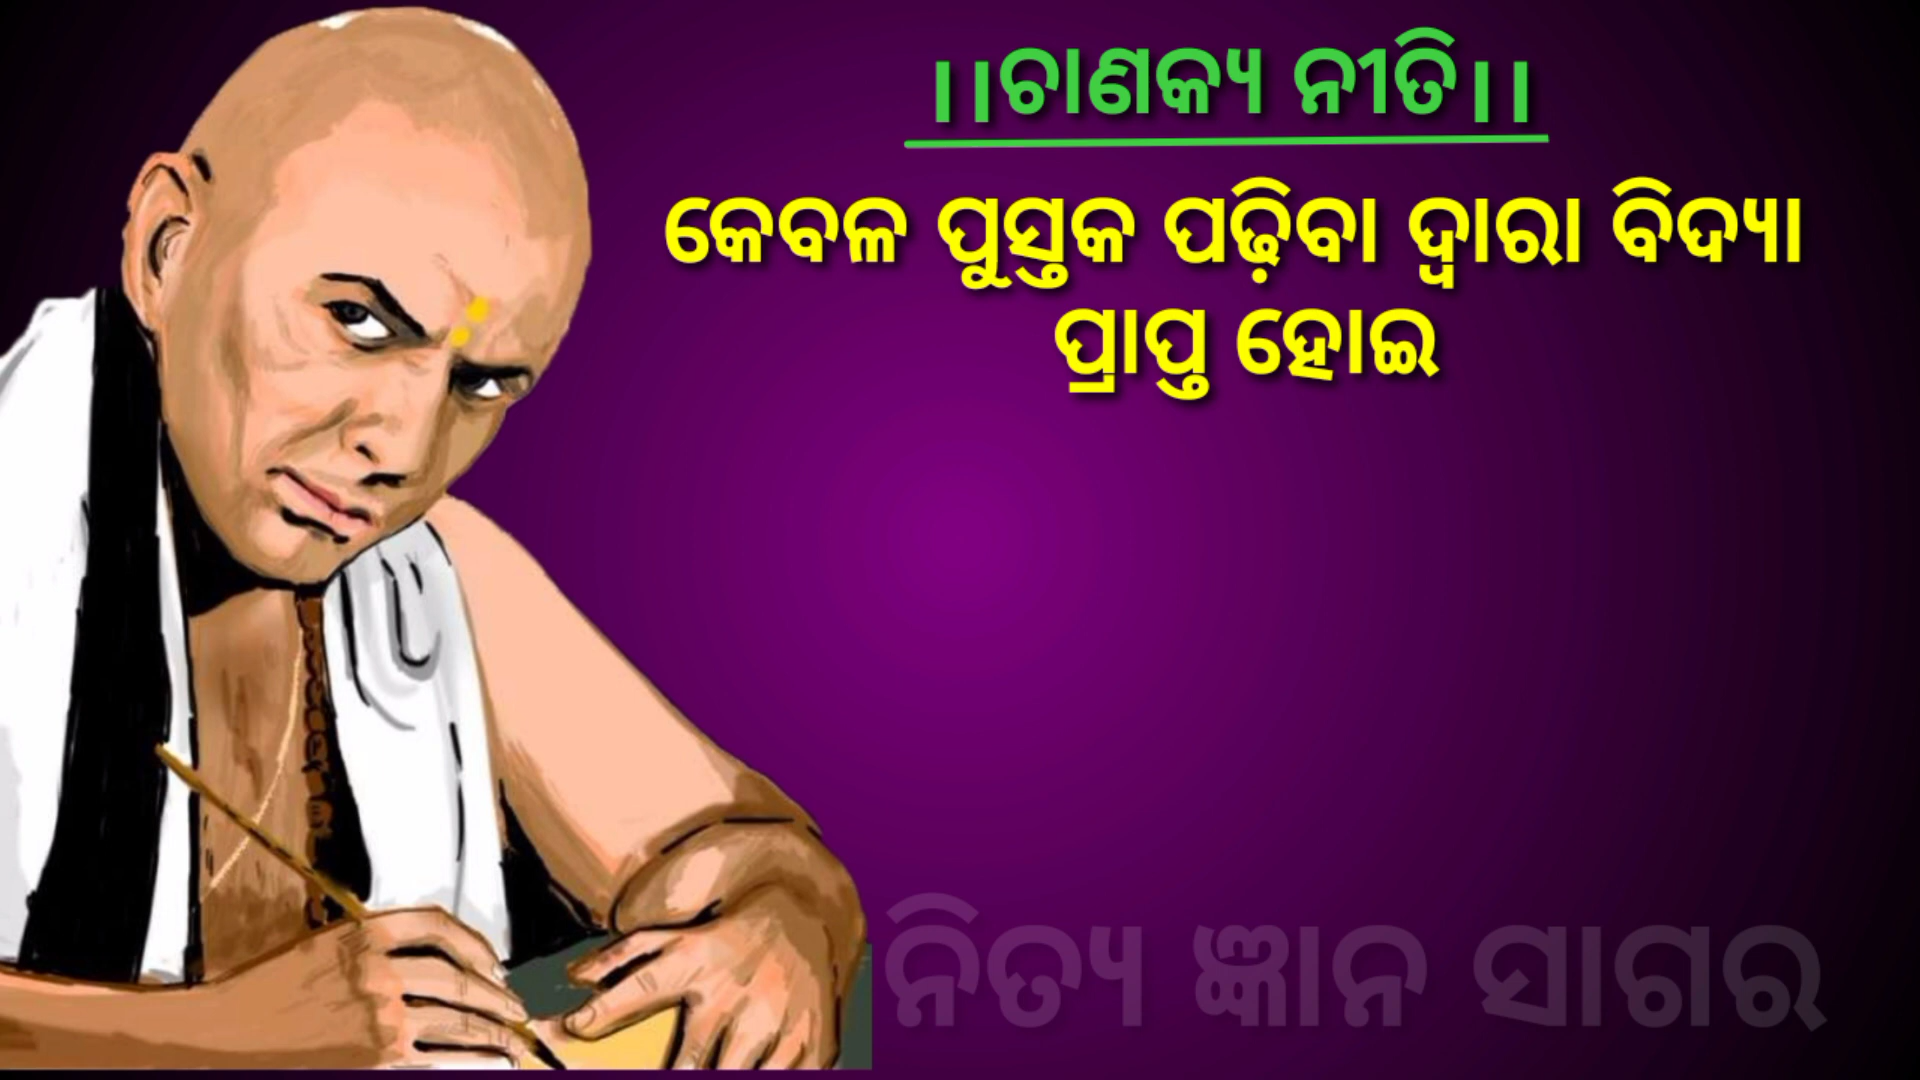 ।।ଚାଣକ୍ୟ ନୀତି।।
କେବଳ ପୁସ୍ତକ ପଢ଼ିବା ଦ୍ୱାରା ବିଦ୍ୟା
ପ୍ରାପ୍ତ ହୋଇ
ନିତ୍ୟ ଜ୍ଞାନ ସାଗର